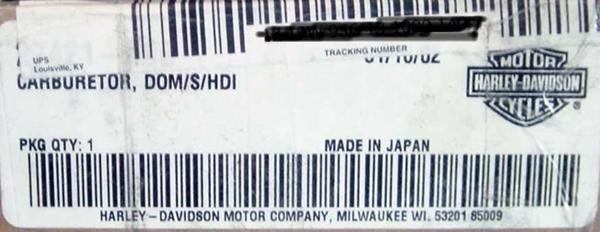 UPS
Louisville, KY
TRACKING NUMBER
CARBURETOR, DOM/S/HDI
MOTOR
HARLEY-DAVIDSON
CYCLES
®
PKG QTY: 1
MADE IN JAPAN
HARLEY-DAVIDSON MOTOR COMPANY, MILWAUKEE WI. 53201 85009